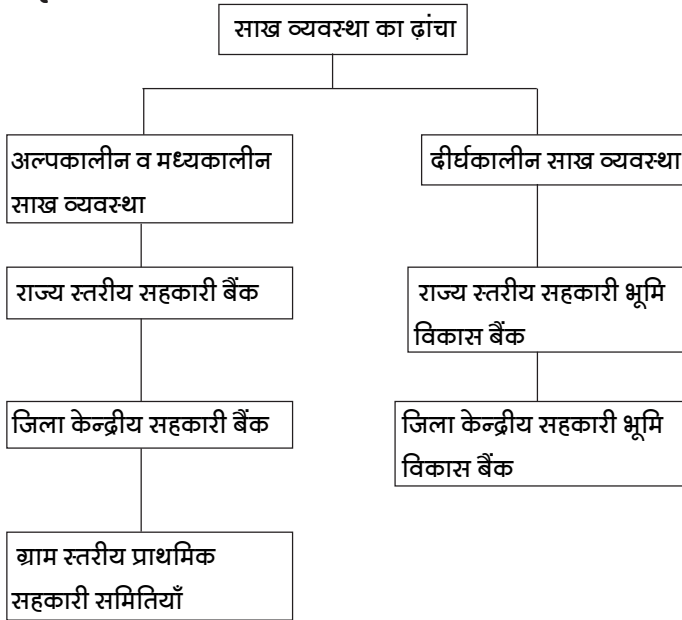 साख व्यवस्था का ढ़ांचा
अल्पकालीन व मध्यकालीन
साख व्यवस्था
दीर्घकालीन साख व्यवस्था
राज्य स्तरीय सहकारी बैंक
राज्य स्तरीय सहकारी भूमि
विकास बैंक
जिला केन्द्रीय सहकारी बैंक
जिला केन्द्रीय सहकारी भूमि
विकास बैंक
ग्राम स्तरीय प्राथमिक
सहकारी समितियाँ